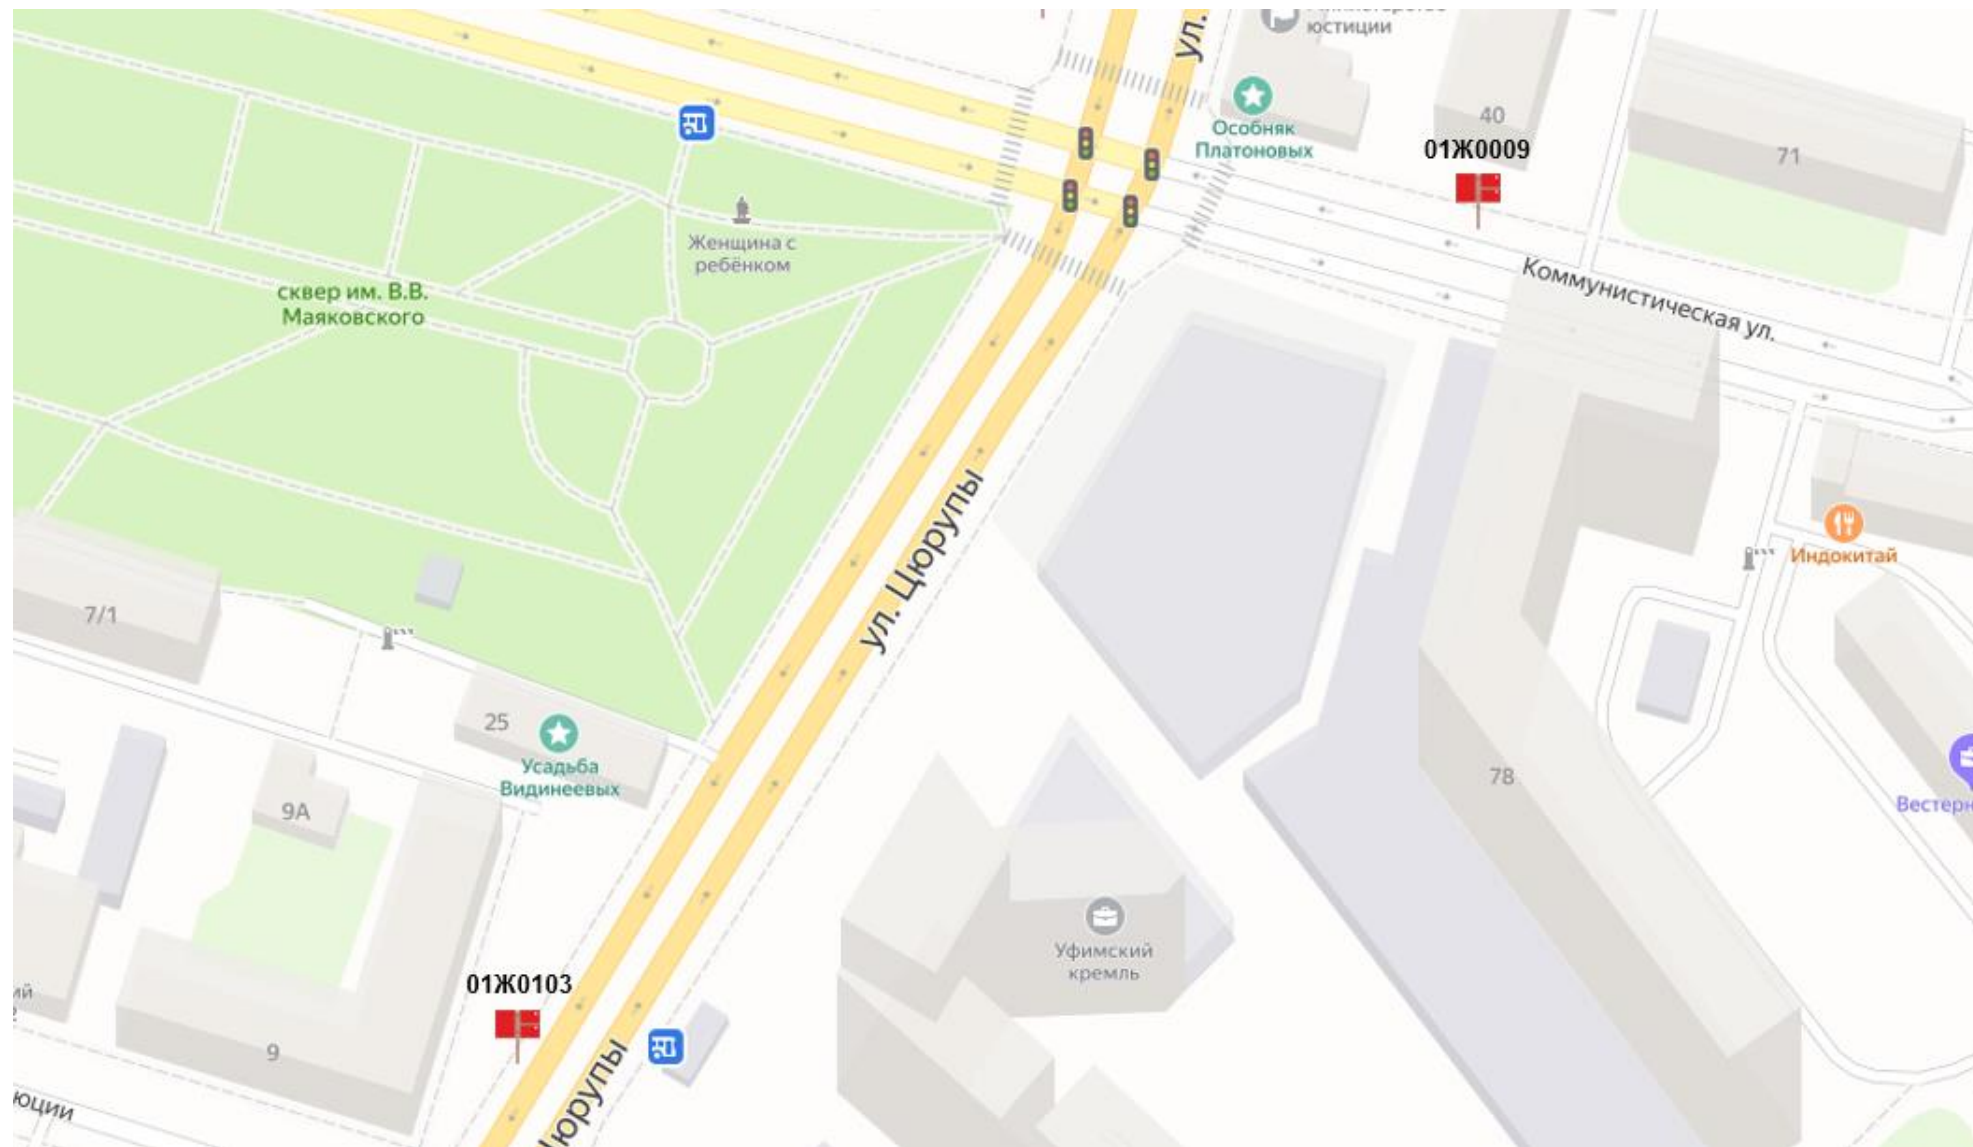 ул.
юстиции
Особняк
Платоновых
40
01Ж0009
71
Женщина с
ребёнком
сквер им. В.В.
Маяковского
Коммунистическая ул.
ул. Цюрупы
Индокитай
7/1
25
Усадьба
Видинеевых
9А
78
Уфимский
кремль
01Ж0103
9